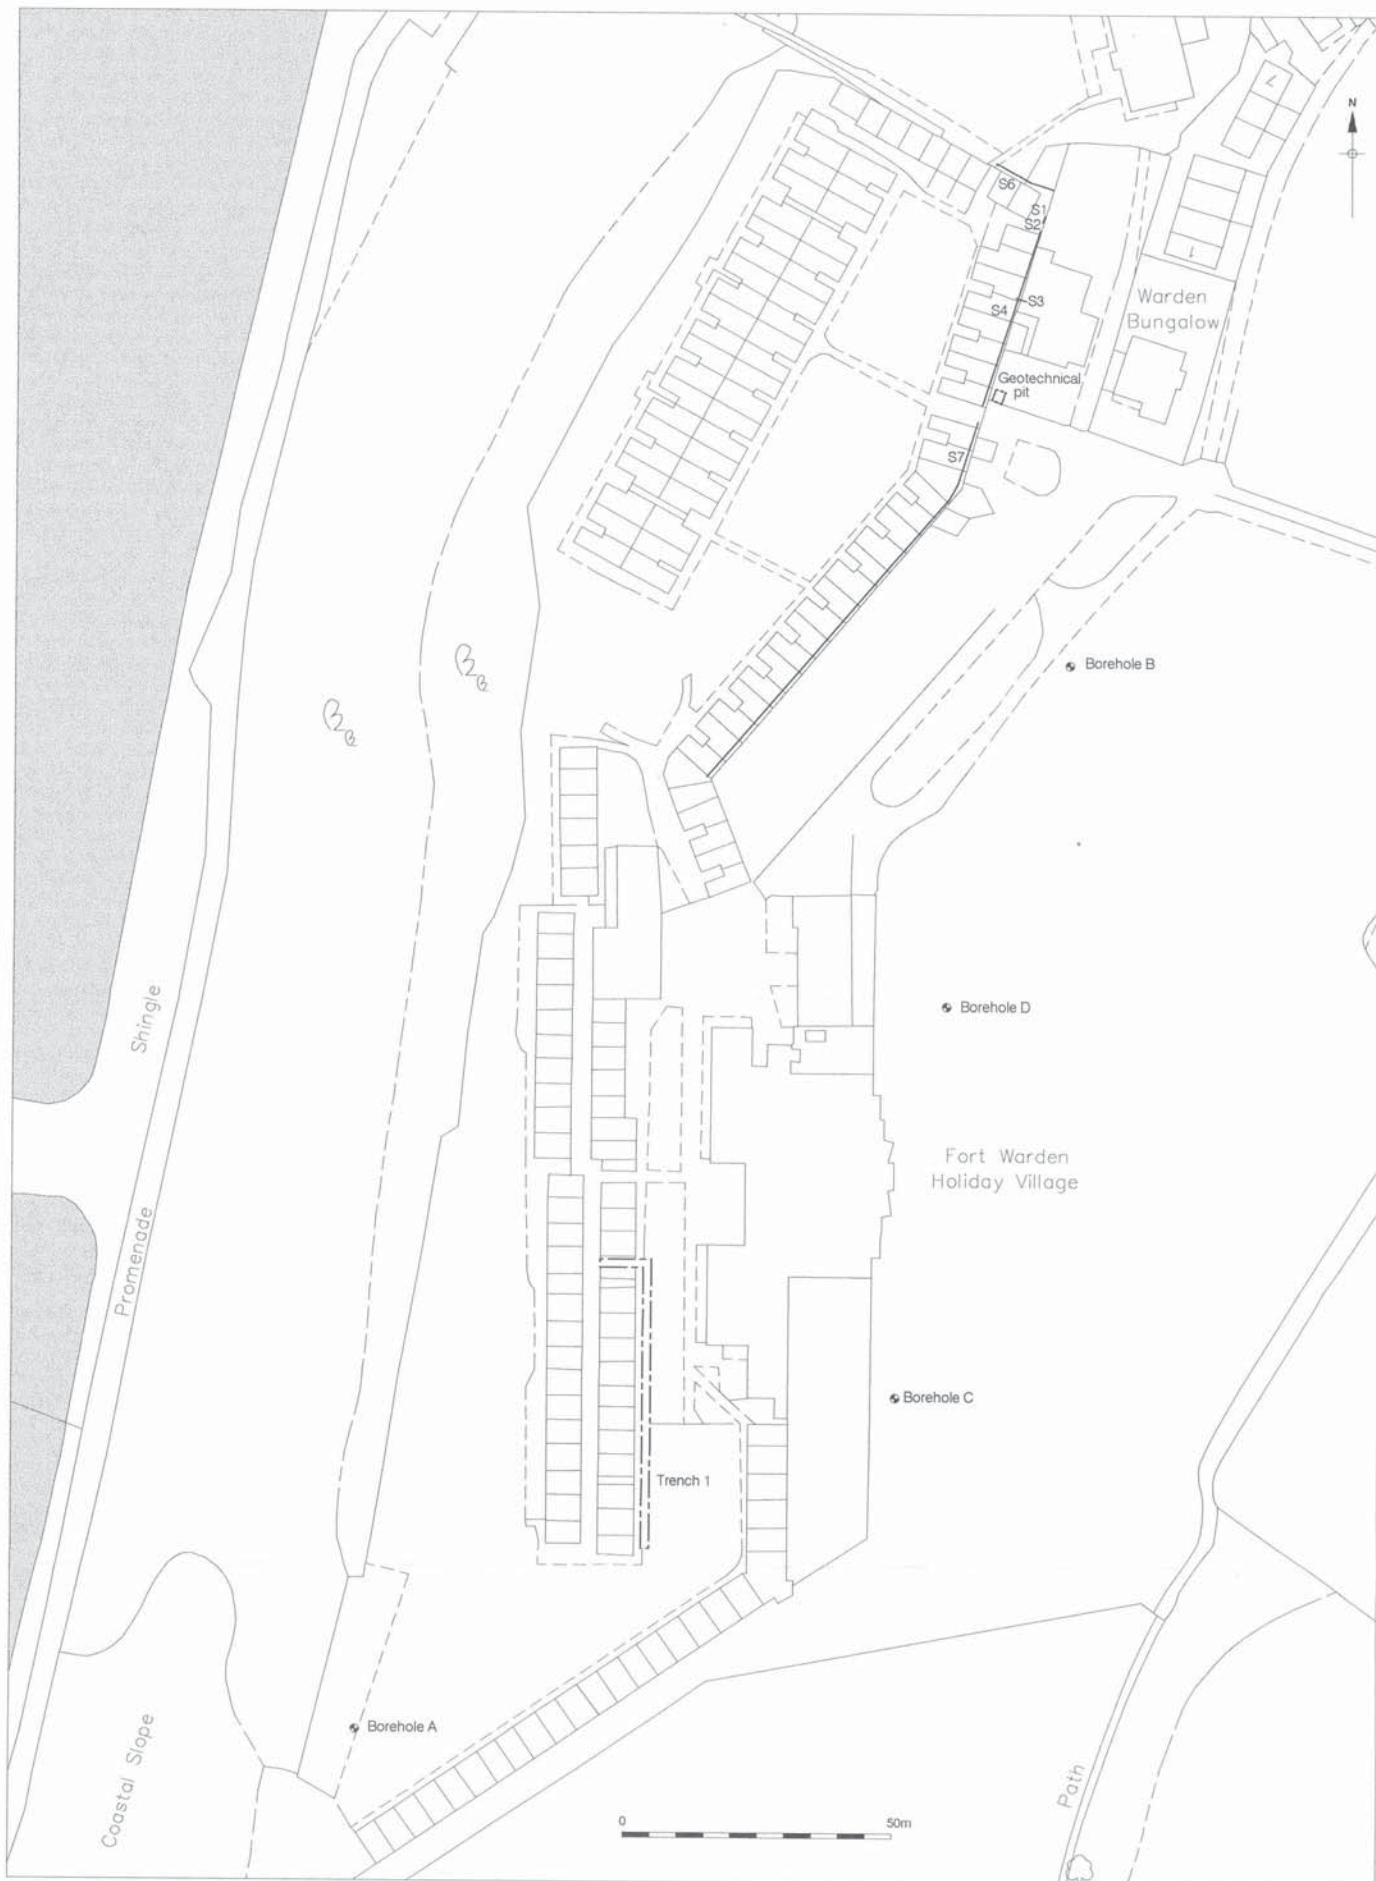 N
S6
S1
S2
S3
S4
Warden
Bungalow
Geotechnical
pit
S7
Borehole B
Shingle
Borehole D
Fort Warden
Holiday Village
Promenade
Borehole C
Trench 1
Borehole A
Coastal Slope
Path
0 50m